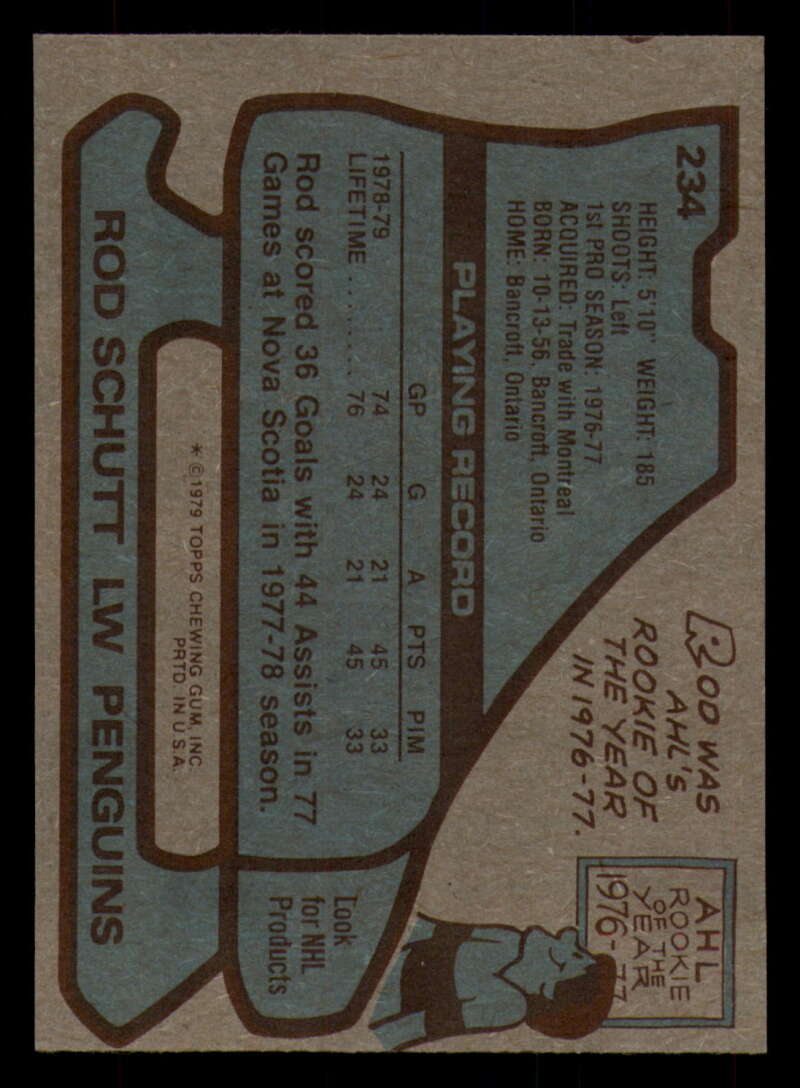 234
HEIGHT: 5'10" WEIGHT: 185
SHOOTS: Left
1st PRO SEASON: 1976-77
ACQUIRED: Trade with Montreal
BORN: 10-13-56, Bancroft, Ontario
HOME: Bancroft, Ontario
ROD WAS
AHL'S
ROOKIE OF
THE YEAR
IN 1976-77.
AHL
ROOKIE
OF THE
YEAR
1976-77
PLAYING RECORD
GP G A PTS PIM
1978-79 74 24 21 45 33
LIFETIME ........ 76 24 21 45 33
Rod scored 36 Goals with 44 Assists in 77
Games at Nova Scotia in 1977-78 season.
Look
for NHL
Products
*©1979 TOPPS CHEWING GUM, INC.
PRTD. IN U.S.A.
ROD SCHUTT LW PENGUINS